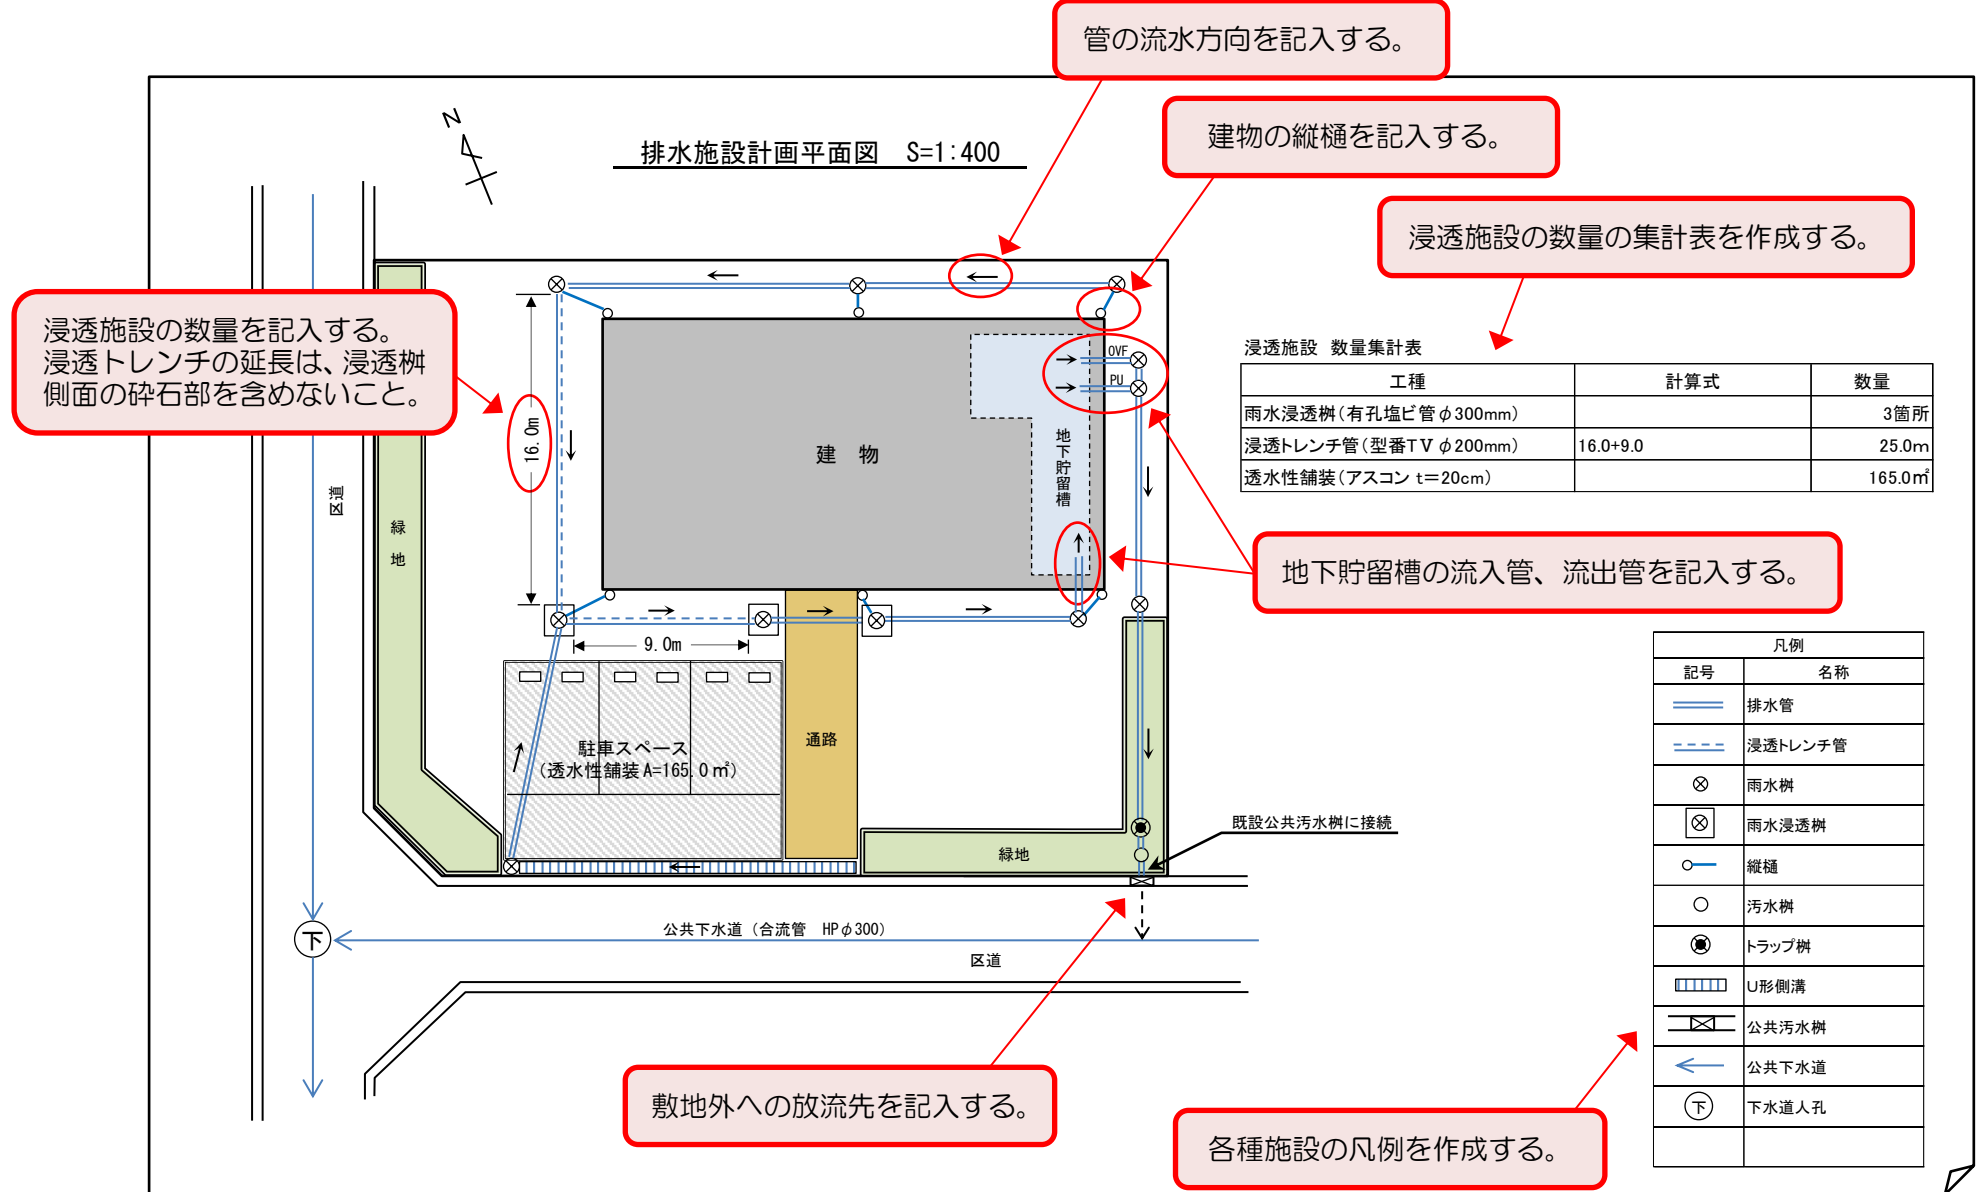 管の流水方向を記入する。
建物の縦樋を記入する。
N
排水施設計画平面図　S=1:400
浸透施設の数量の集計表を作成する。
浸透施設の数量を記入する。
浸透トレンチの延長は、浸透桝
側面の砕石部を含めないこと。
浸透施設 数量集計表
工種 計算式 数量
雨水浸透桝(有孔塩ビ管φ300mm) 3箇所
浸透トレンチ管(型番TVφ200mm) 16.0+9.0 25.0m
透水性舗装(アスコン t=20cm) 165.0㎡
OVF
PU
16.0m
建　物
地下貯留槽
区道
緑
地
地下貯留槽の流入管、流出管を記入する。
9.0m
駐車スペース
(透水性舗装 A=165.0㎡)
通路
既設公共汚水桝に接続
緑地
下
公共下水道(合流管　HPφ300)
区道
敷地外への放流先を記入する。
各種施設の凡例を作成する。
凡例
記号 名称
排水管
浸透トレンチ管
雨水桝
雨水浸透桝
縦樋
汚水桝
トラップ桝
U形側溝
公共汚水桝
公共下水道
下 下水道人孔